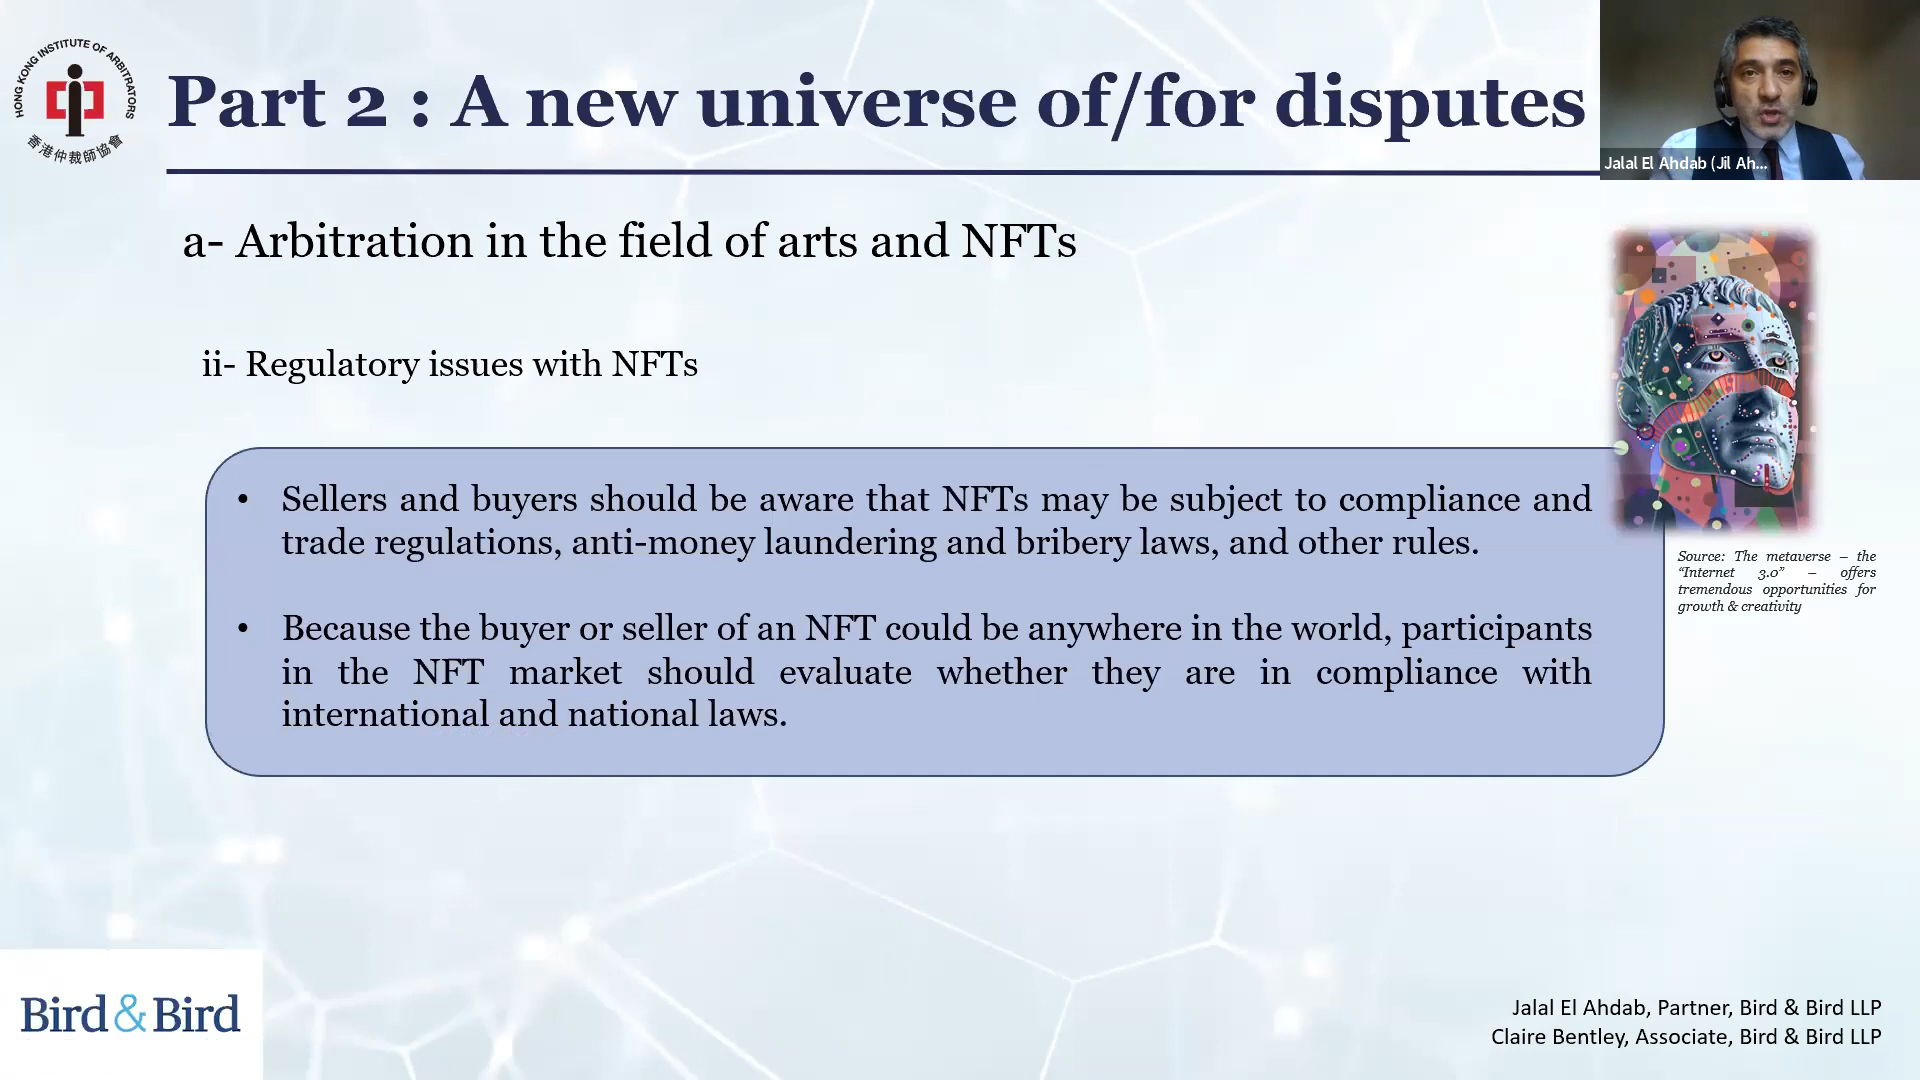 HONG KONG INSTITUTE OF ARBITRATORS
香港仲裁師協會
Part 2 : A new universe of/for disputes
Jalal El Ahdab (Jil Ah...
a- Arbitration in the field of arts and NFTs
ii- Regulatory issues with NFTs
• Sellers and buyers should be aware that NFTs may be subject to compliance and
trade regulations, anti-money laundering and bribery laws, and other rules.
• Because the buyer or seller of an NFT could be anywhere in the world, participants
in the NFT market should evaluate whether they are in compliance with
international and national laws.
Source: The metaverse – the
“Internet 3.0” – offers
tremendous opportunities for
growth & creativity
Bird & Bird
Jalal El Ahdab, Partner, Bird & Bird LLP
Claire Bentley, Associate, Bird & Bird LLP